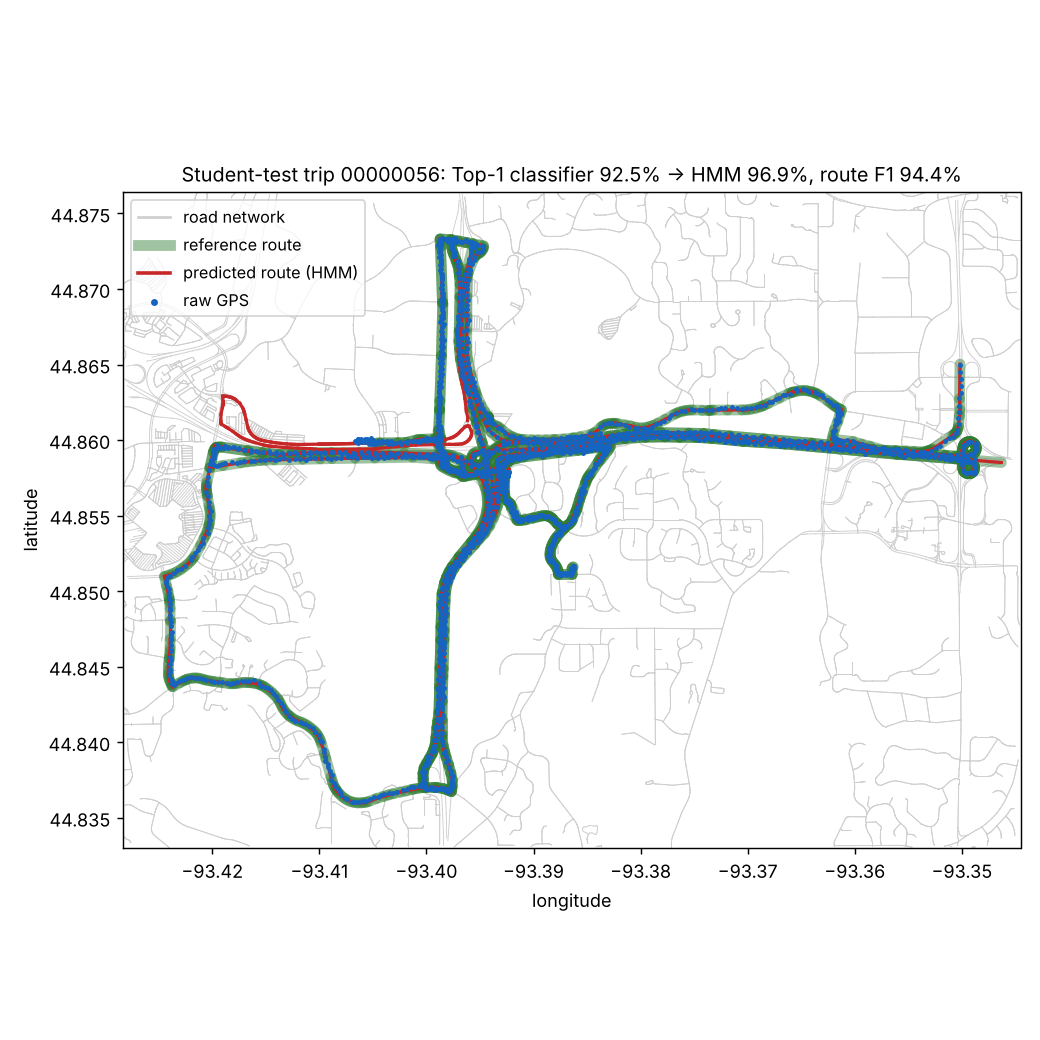 Student-test trip 00000056: Top-1 classifier 92.5% → HMM 96.9%, route F1 94.4%
road network
reference route
predicted route (HMM)
raw GPS
44.875
44.870
44.865
44.860
44.855
44.850
44.845
44.840
44.835
latitude
−93.42 −93.41 −93.40 −93.39 −93.38 −93.37 −93.36 −93.35
longitude